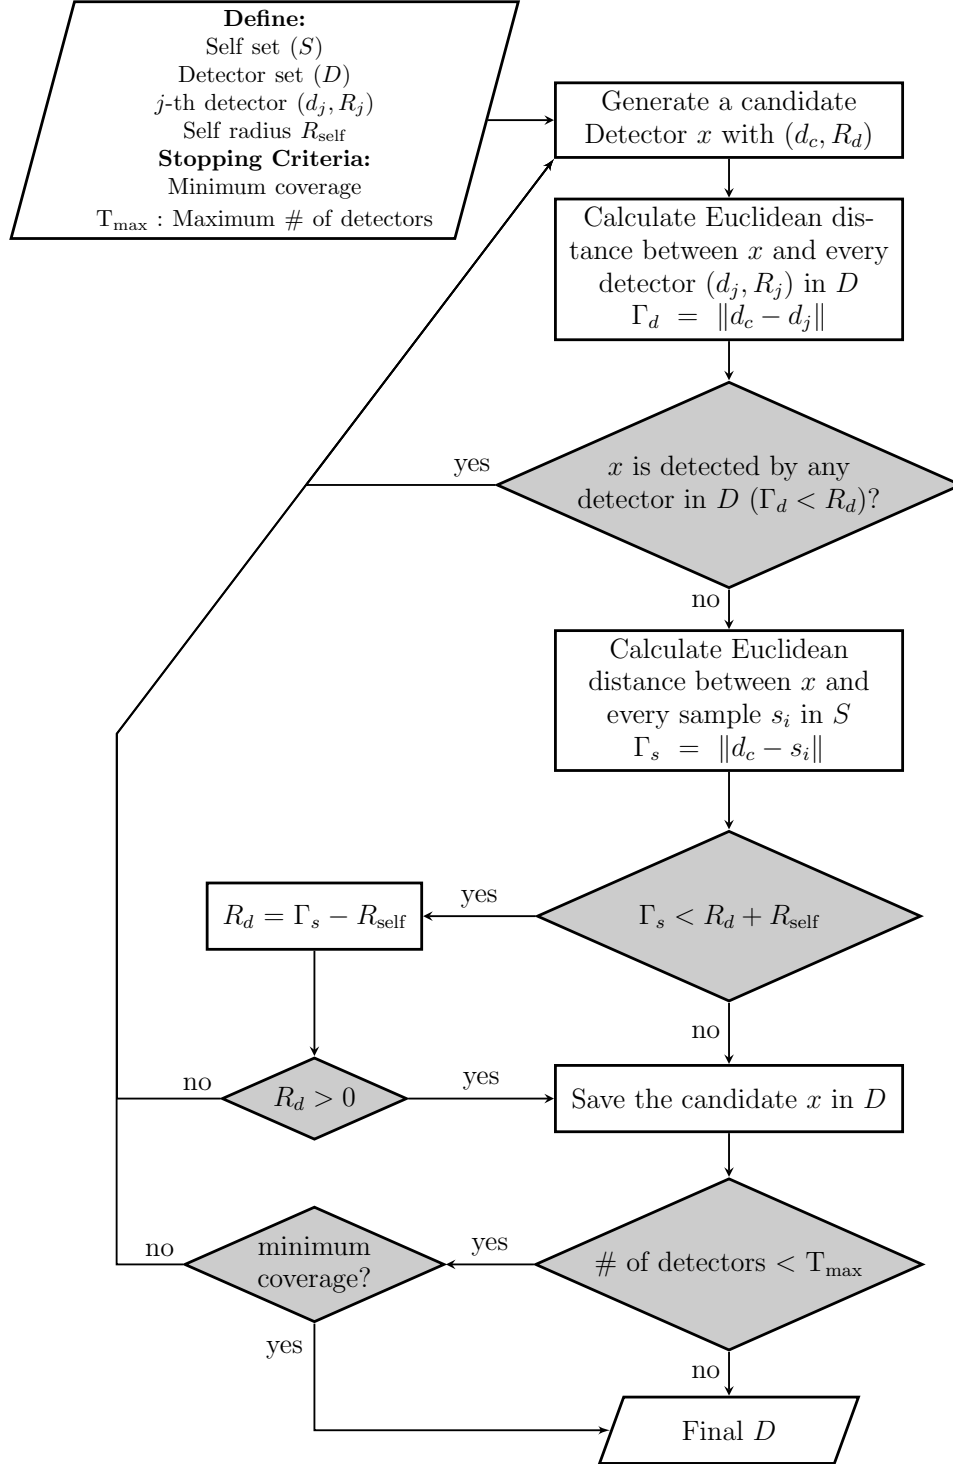 Define:
Self set (S)
Detector set (D)
j-th detector (d_j, R_j)
Self radius R_self
Stopping Criteria:
Minimum coverage
T_max : Maximum # of detectors
Generate a candidate
Detector x with (d_c, R_d)
Calculate Euclidean dis-
tance between x and every
detector (d_j, R_j) in D
Γ_d = ‖d_c − d_j‖
yes
x is detected by any
detector in D (Γ_d < R_d)?
no
Calculate Euclidean
distance between x and
every sample s_i in S
Γ_s = ‖d_c − s_i‖
R_d = Γ_s − R_self
yes
Γ_s < R_d + R_self
no
no
R_d > 0
yes
Save the candidate x in D
no
minimum
coverage?
yes
# of detectors < T_max
yes
no
Final D